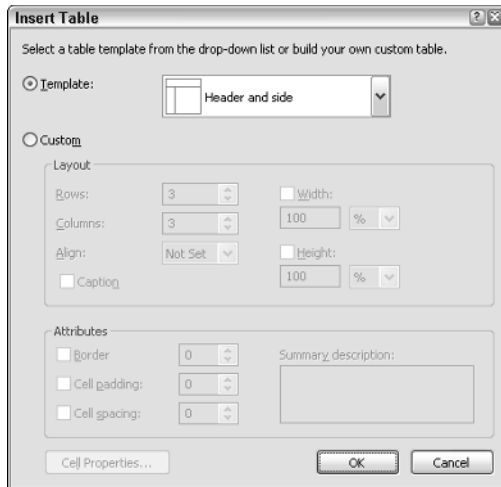 Insert Table
Select a table template from the drop-down list or build your own custom table.
Template:
Header and side
Custom
Layout
Rows: 3 Width:
Columns: 3 100 %
Align: Not Set Height:
Caption 100 %
Attributes
Border 0 Summary description:
Cell padding: 0
Cell spacing: 0
Cell Properties... OK Cancel